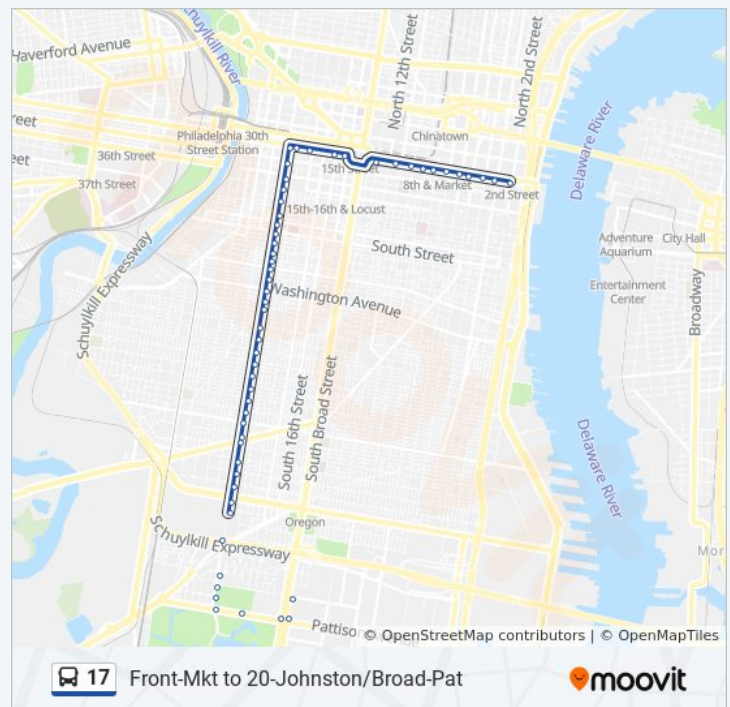 Haverford Avenue
Schuylkill
River
North 12th Street
North 2nd Street
Delaware River
Chinatown
Philadelphia 30th
Street Station
reet
eet
36th Street
37th Street
15th Street
8th & Market
2nd Street
15th-16th & Locust
South Street
Adventure
Aquarium
City Hall
Entertainment
Center
Broadway
Washington Avenue
Schuylkill Expressway
South 16th Street
South Broad Street
Delaware River
Oregon
Schuylkill Expressway
Mor
Pattiso
© OpenStreetMap contributors | © OpenMapTiles
17 Front-Mkt to 20-Johnston/Broad-Pat
moovit